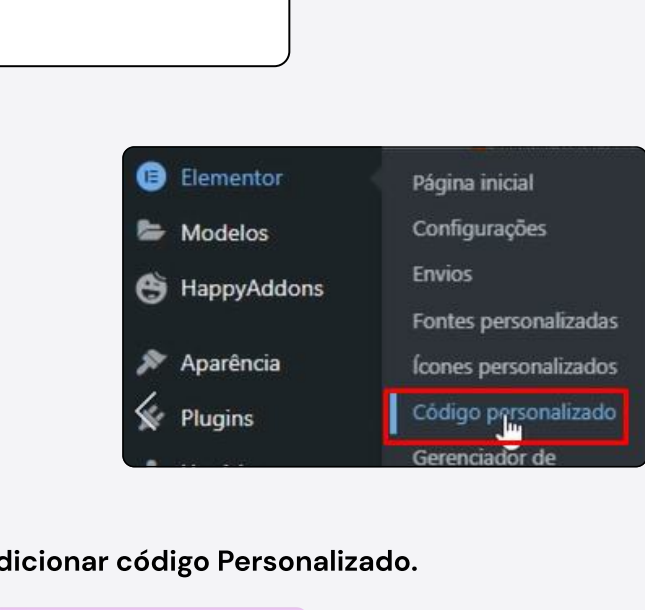 Elementor
Modelos
HappyAddons
Aparência
Plugins
Página inicial
Configurações
Envios
Fontes personalizadas
Ícones personalizados
Código personalizado
Gerenciador de
dicionar código Personalizado.